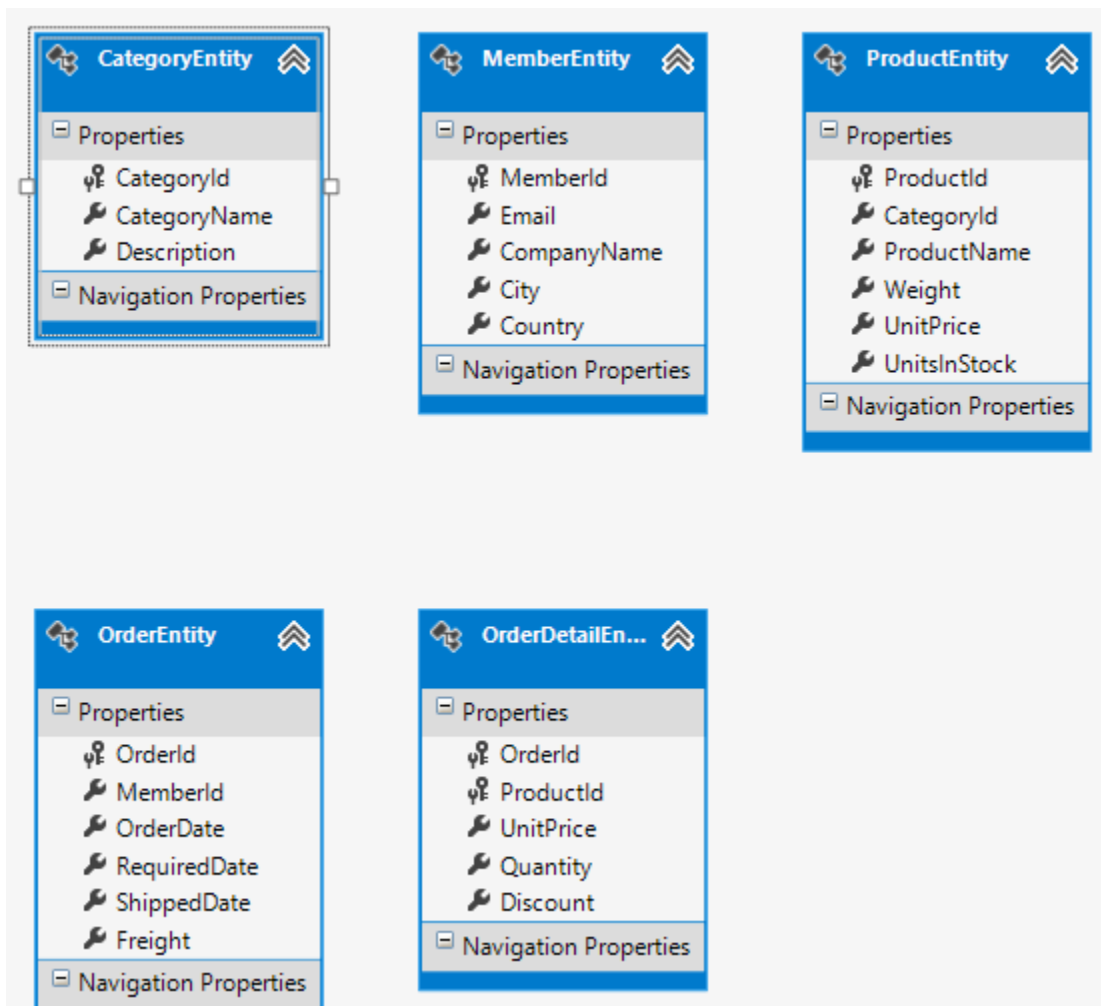 CategoryEntity
Properties
CategoryId
CategoryName
Description
Navigation Properties
MemberEntity
Properties
MemberId
Email
CompanyName
City
Country
Navigation Properties
ProductEntity
Properties
ProductId
CategoryId
ProductName
Weight
UnitPrice
UnitsInStock
Navigation Properties
OrderEntity
Properties
OrderId
MemberId
OrderDate
RequiredDate
ShippedDate
Freight
Navigation Properties
OrderDetailEn...
Properties
OrderId
ProductId
UnitPrice
Quantity
Discount
Navigation Properties